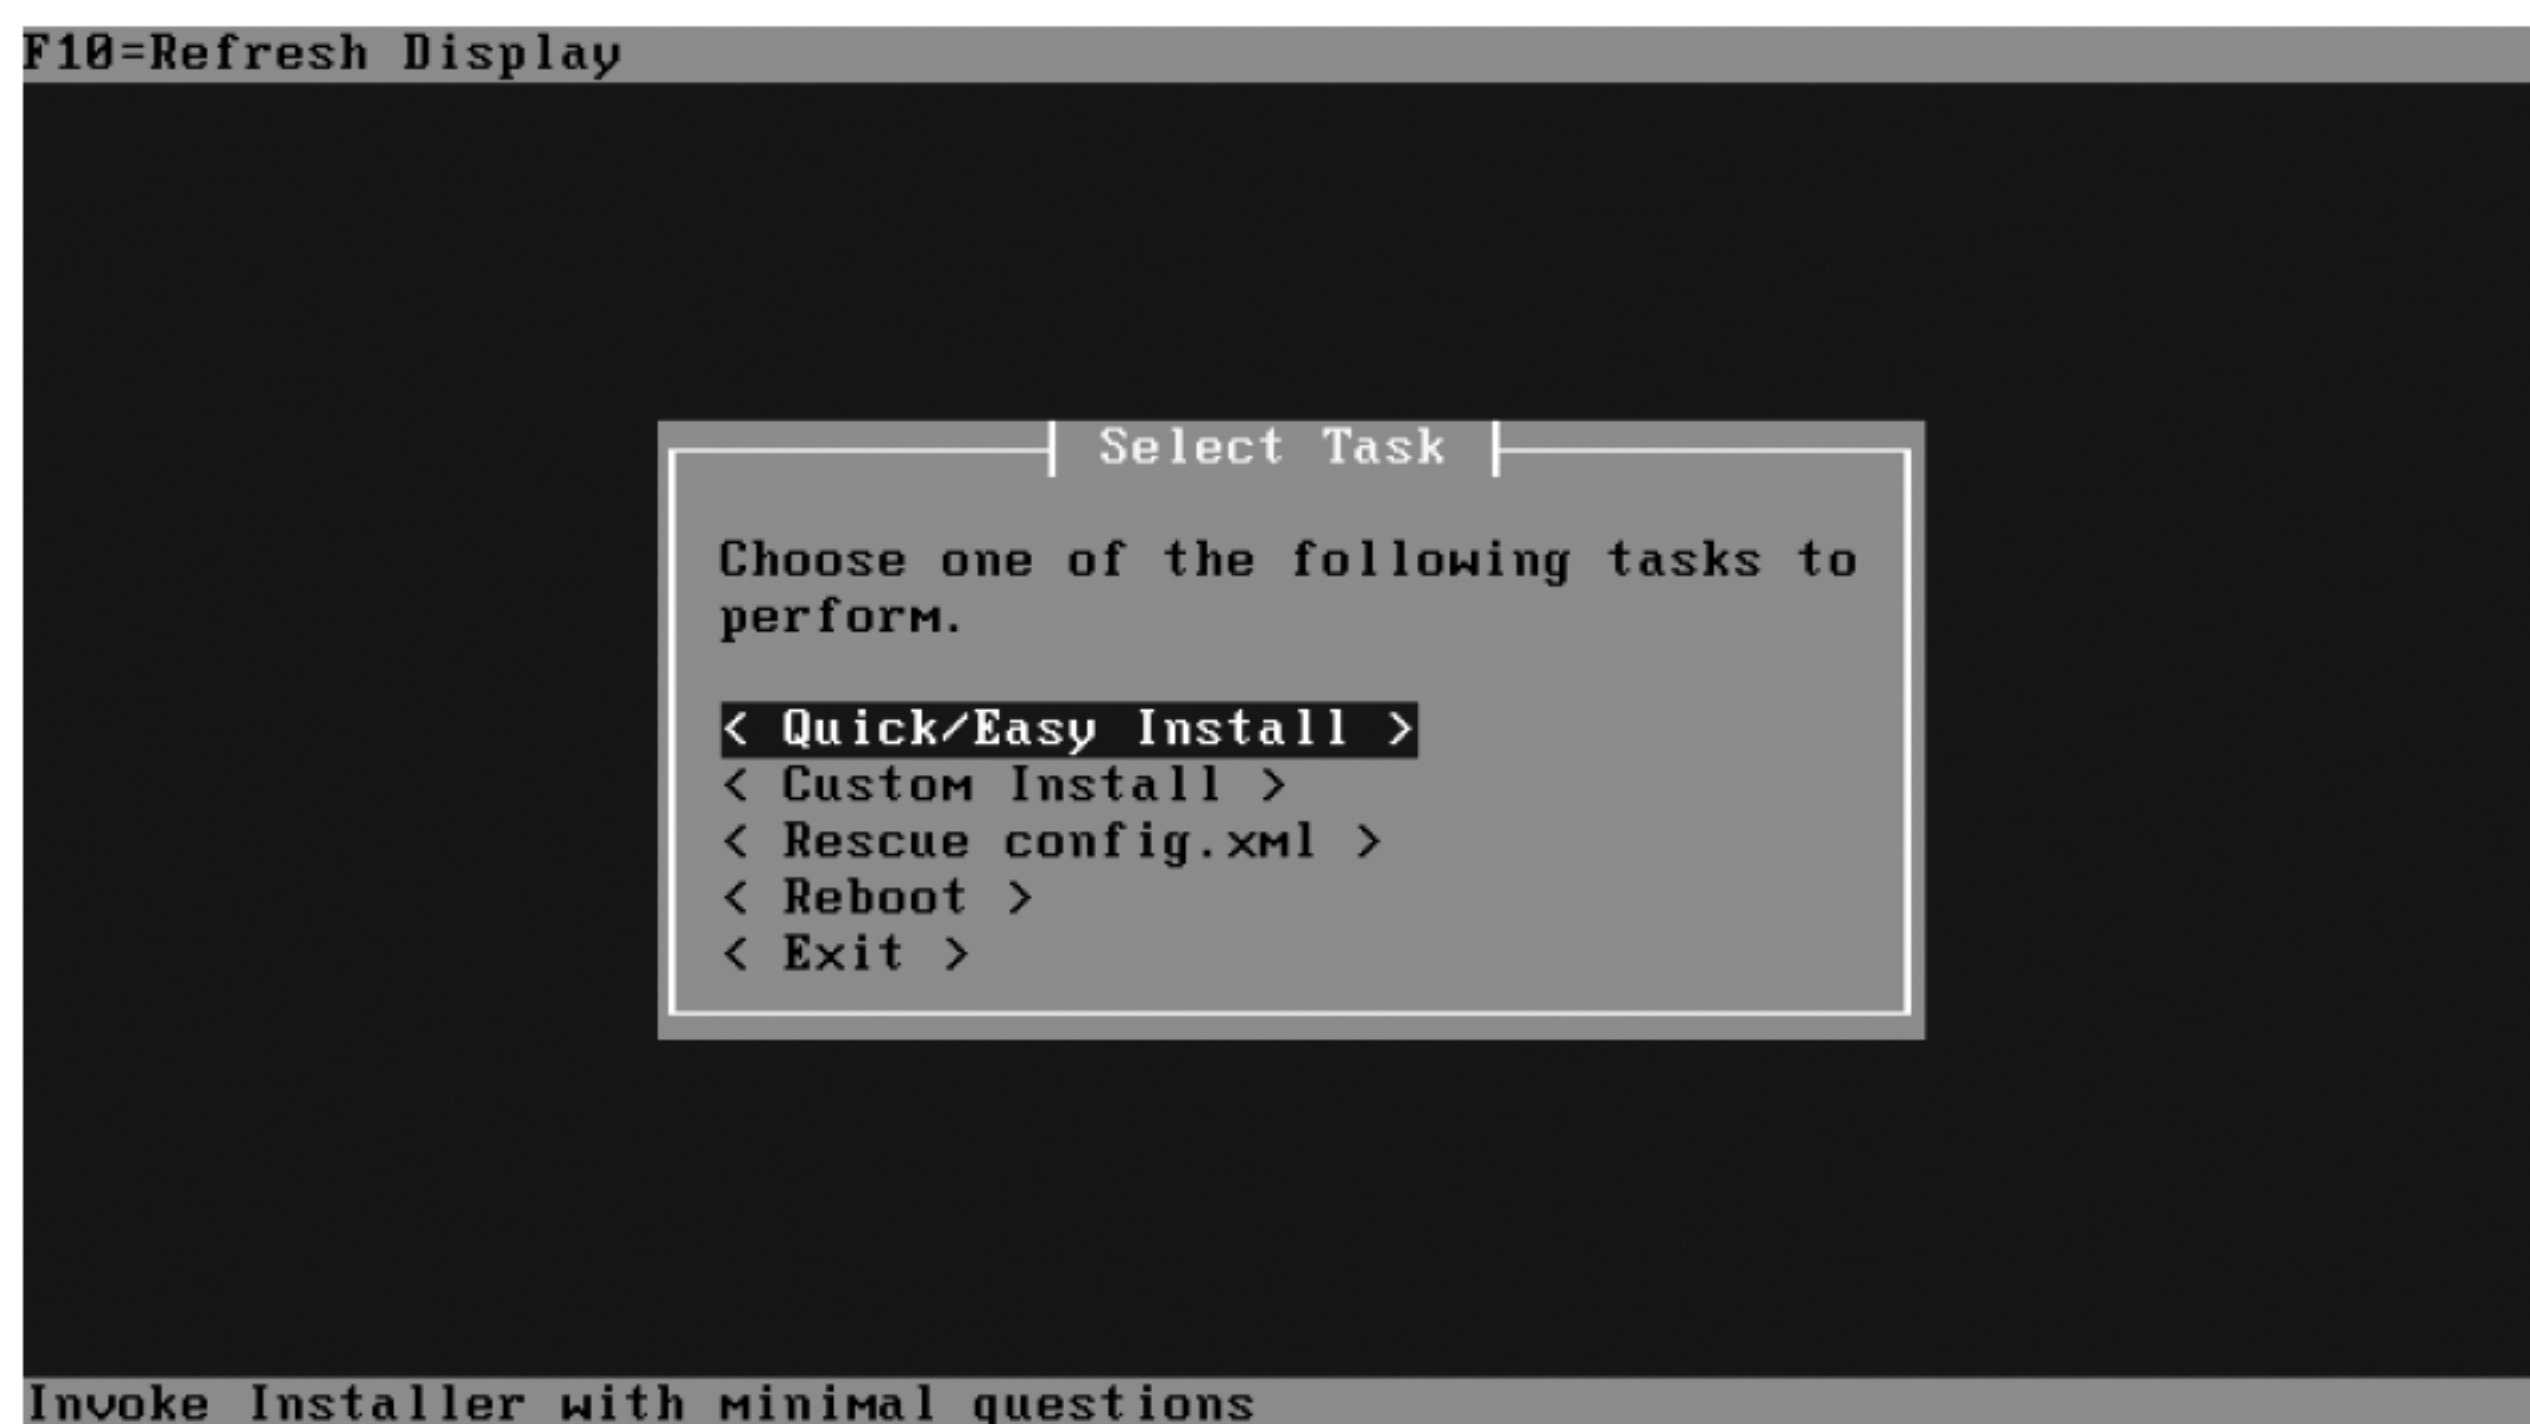 F10=Refresh Display
Select Task
Choose one of the following tasks to
perform.
< Quick/Easy Install >
< Custom Install >
< Rescue config.xml >
< Reboot >
< Exit >
Invoke Installer with minimal questions